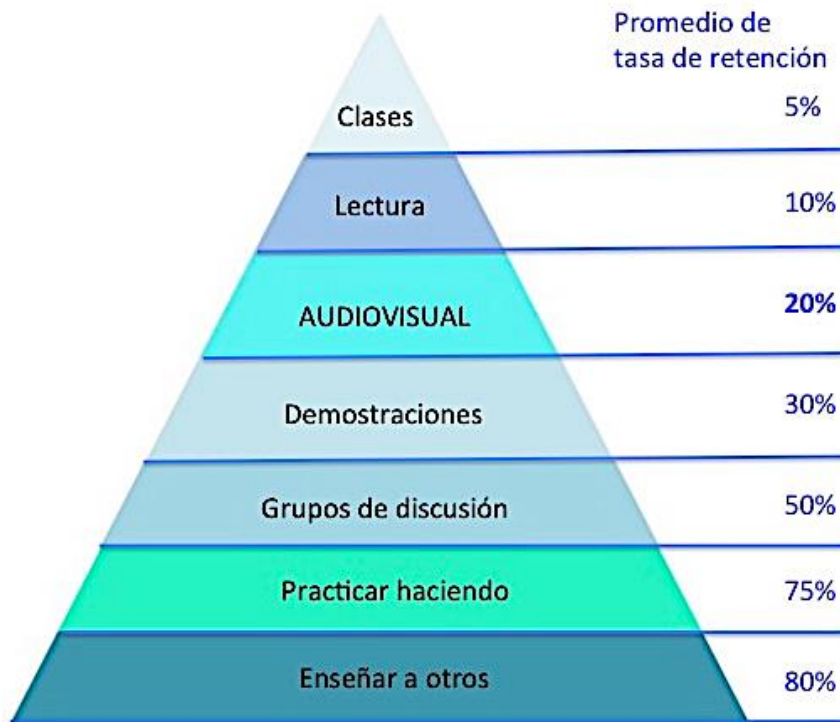 Promedio de
tasa de retención
Clases 5%
Lectura 10%
AUDIOVISUAL 20%
Demostraciones 30%
Grupos de discusión 50%
Practicar haciendo 75%
Enseñar a otros 80%